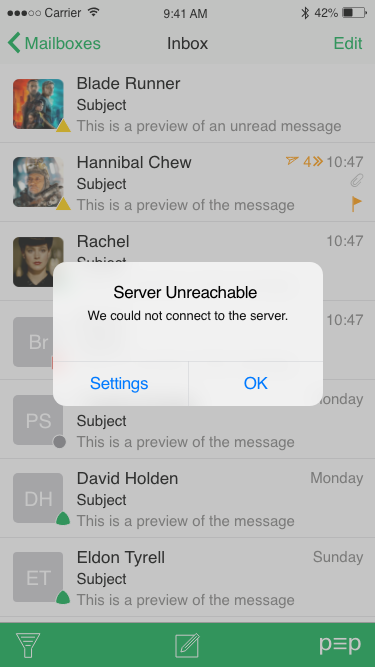 Carrier 9:41 AM 42%
Mailboxes Inbox Edit
Blade Runner
Subject
This is a preview of an unread message
Hannibal Chew 4 10:47
Subject
This is a preview of the message
Rachel 10:47
Server Unreachable
We could not connect to the server.
Br 10:47
Settings OK
PS
Subject
This is a preview of the message
David Holden Monday
DH
Subject
This is a preview of the message
Eldon Tyrell Sunday
ET
Subject
This is a preview of the message
p≡p